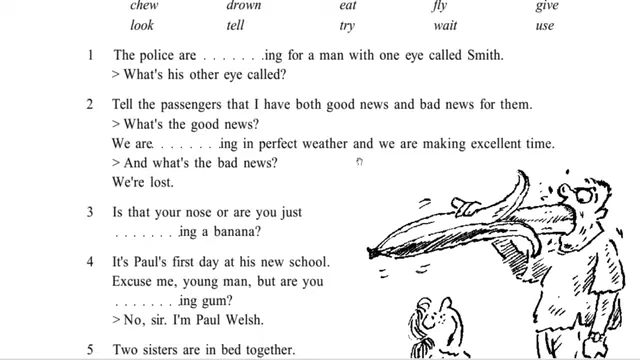 chew drown eat fly give
look tell try wait use
1 The police are . . . . . . .ing for a man with one eye called Smith.
> What's his other eye called?
2 Tell the passengers that I have both good news and bad news for them.
> What's the good news?
We are. . . . . . . .ing in perfect weather and we are making excellent time.
> And what's the bad news?
We're lost.
3 Is that your nose or are you just
. . . . . . . .ing a banana?
4 It's Paul's first day at his new school.
Excuse me, young man, but are you
. . . . . . . .ing gum?
> No, sir. I'm Paul Welsh.
5 Two sisters are in bed together.